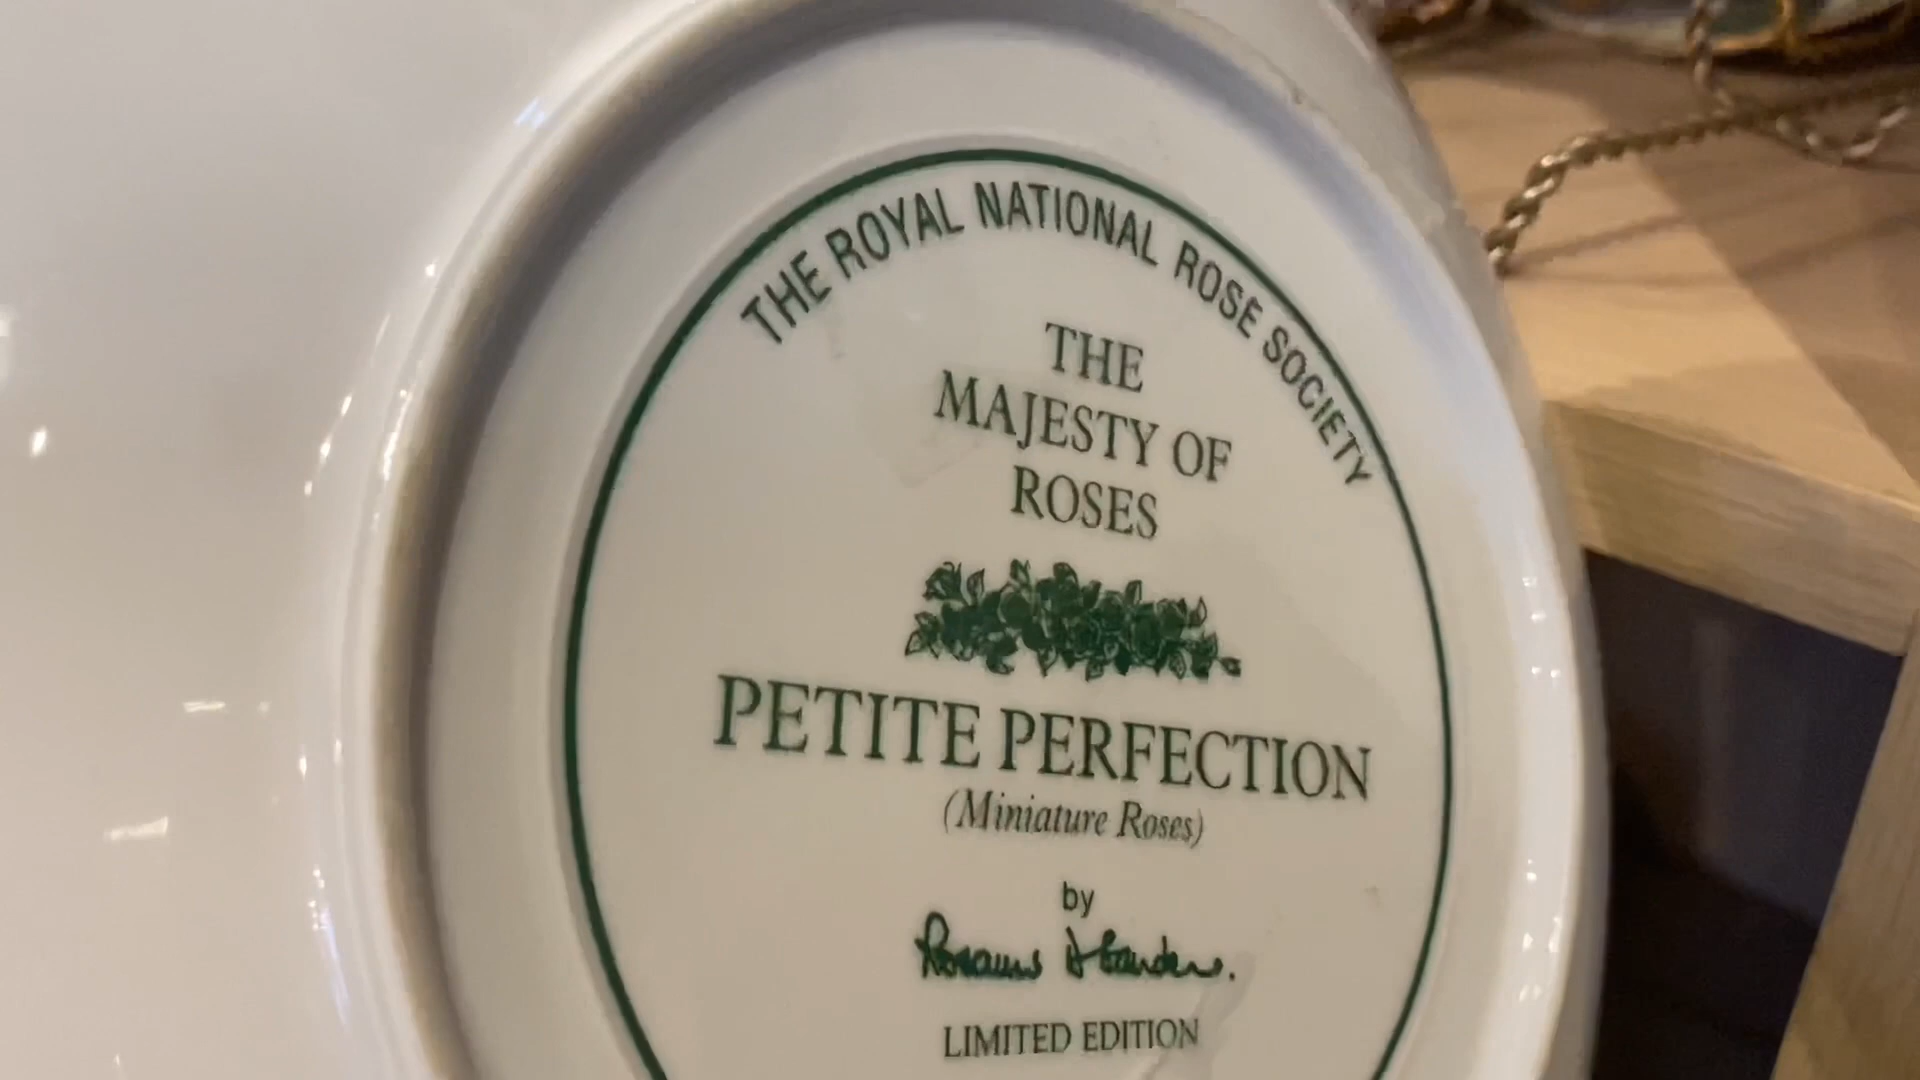 THE ROYAL NATIONAL ROSE SOCIETY
THE
MAJESTY OF
ROSES
PETITE PERFECTION
(Miniature Roses)
by
LIMITED EDITION